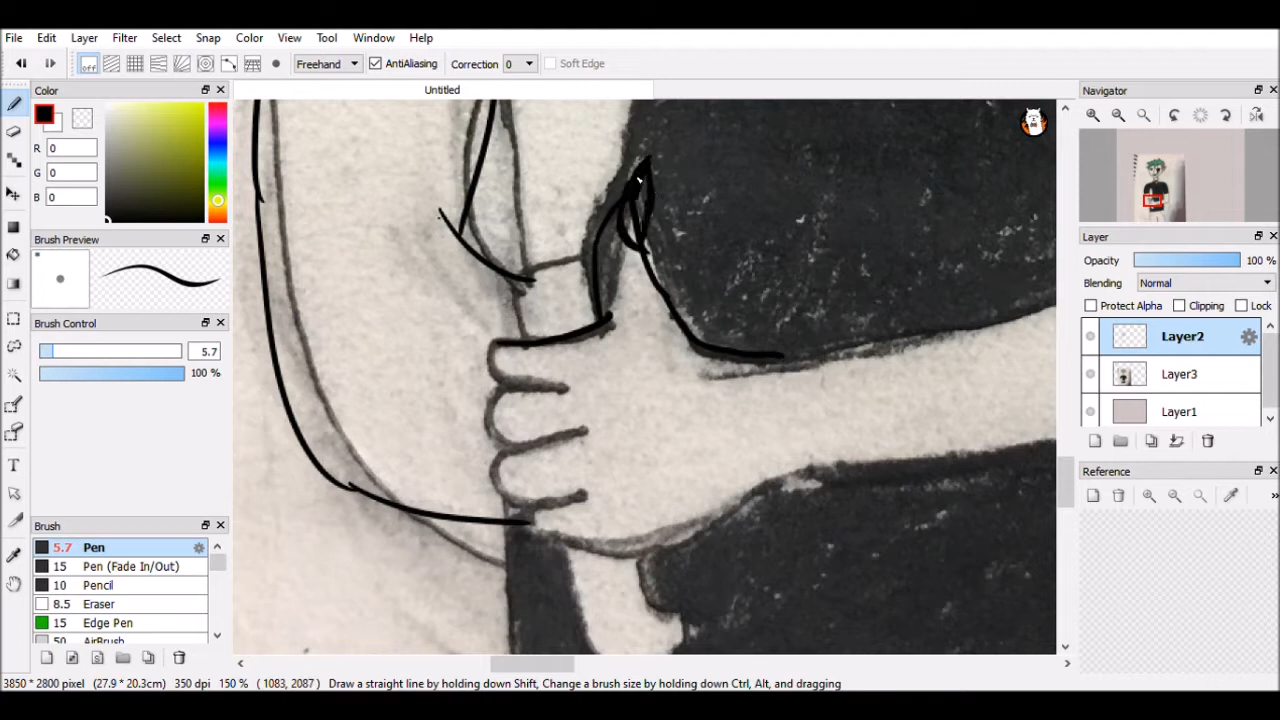 File Edit Layer Filter Select Snap Color View Tool Window Help
off Freehand AntiAliasing Correction 0 Soft Edge
Color
Untitled
Navigator
R 0
G 0
B 0
Brush Preview
Layer
Opacity 100 %
Blending Normal
Protect Alpha Clipping Lock
Brush Control
Layer2
5.7
100 %
Layer3
Layer1
Reference
Brush
5.7 Pen
15 Pen (Fade In/Out)
10 Pencil
8.5 Eraser
15 Edge Pen
50 AirBrush
3850 × 2800 pixel (27.9 * 20.3cm) 350 dpi 150 % ( 1083, 2087 ) Draw a straight line by holding down Shift, Change a brush size by holding down Ctrl, Alt, and dragging